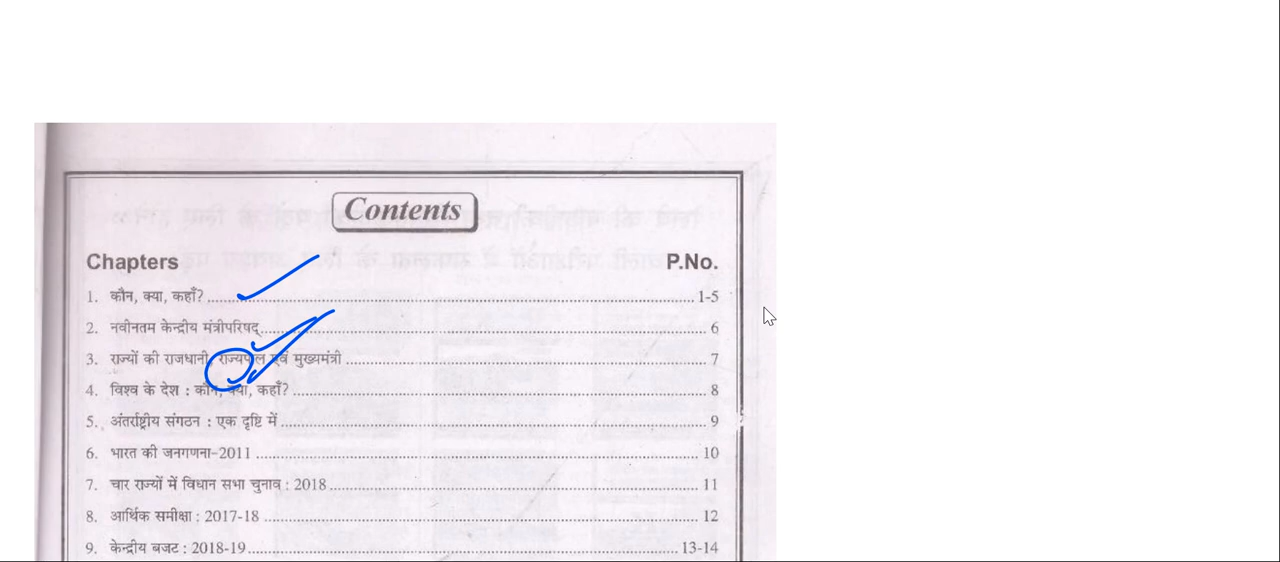 Contents
Chapters P.No.
1. कौन, क्या, कहाँ? 1-5
2. नवीनतम केन्द्रीय मंत्रीपरिषद् 6
3. राज्यों की राजधानी, राज्यपाल एवं मुख्यमंत्री 7
4. विश्व के देश : कौन, क्या, कहाँ? 8
5. अंतर्राष्ट्रीय संगठन : एक दृष्टि में 9
6. भारत की जनगणना-2011 10
7. चार राज्यों में विधान सभा चुनाव : 2018 11
8. आर्थिक समीक्षा : 2017-18 12
9. केन्द्रीय बजट : 2018-19 13-14